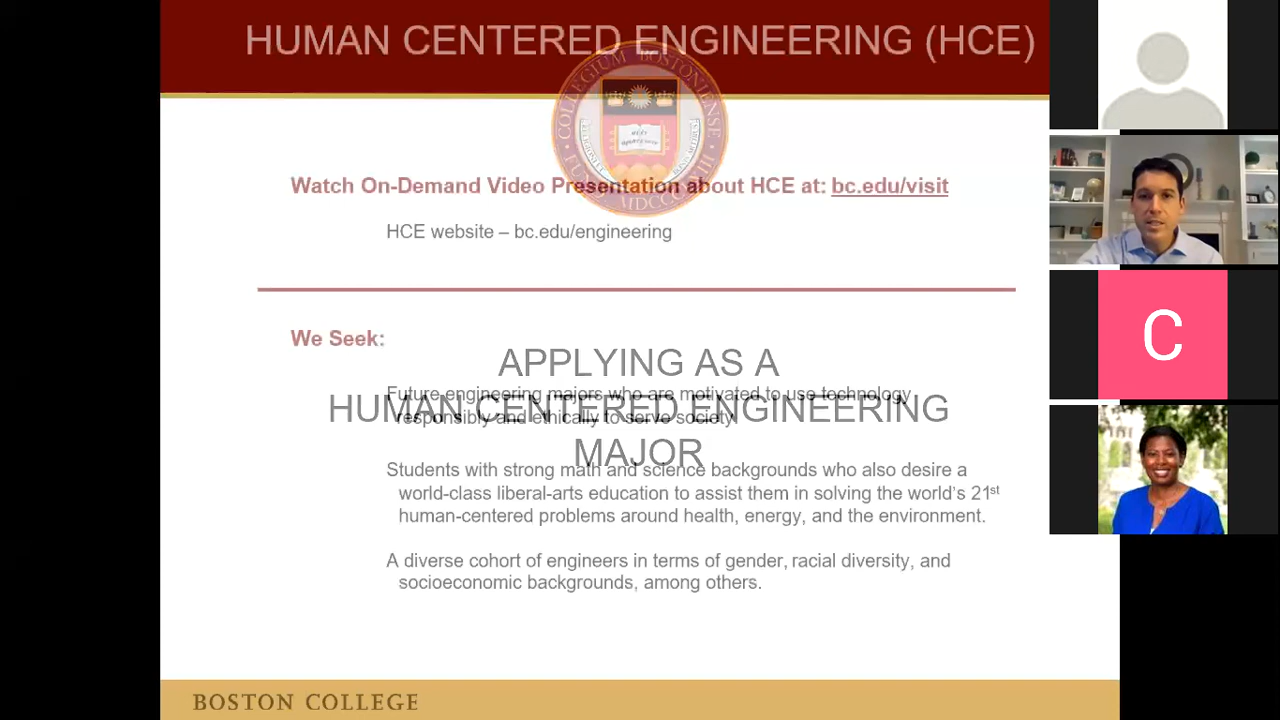 HUMAN CENTERED ENGINEERING (HCE)
COLLEGIUM BOSTONIENSE
Watch On-Demand Video Presentation about HCE at: bc.edu/visit
HCE website – bc.edu/engineering
We Seek:
APPLYING AS A
HUMAN CENTERED ENGINEERING
MAJOR
Future engineering majors who are motivated to use technology
responsibly and ethically to serve society.
Students with strong math and science backgrounds who also desire a
world-class liberal-arts education to assist them in solving the world's 21st
human-centered problems around health, energy, and the environment.
A diverse cohort of engineers in terms of gender, racial diversity, and
socioeconomic backgrounds, among others.
BOSTON COLLEGE
C